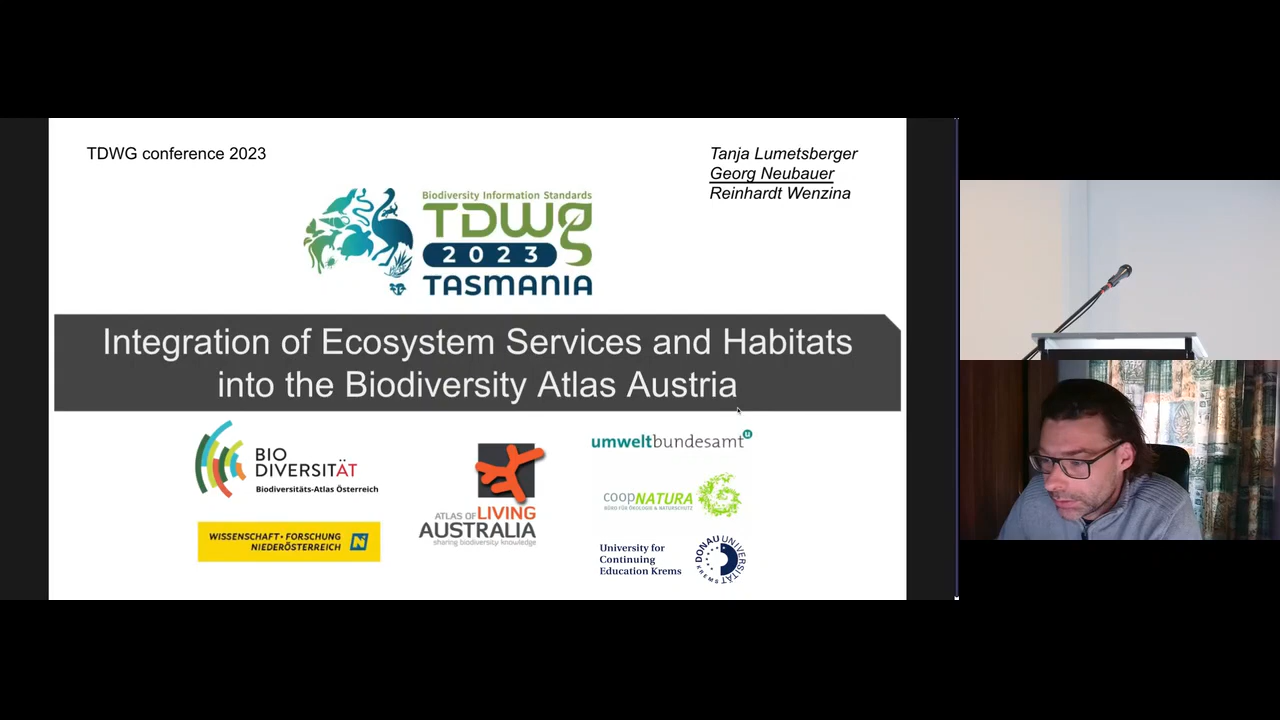 TDWG conference 2023
Tanja Lumetsberger
Georg Neubauer
Reinhardt Wenzina
Biodiversity Information Standards
TDWG
2023
TASMANIA
Integration of Ecosystem Services and Habitats
into the Biodiversity Atlas Austria
BIO
DIVERSITÄT
Biodiversitäts-Atlas Österreich
WISSENSCHAFT · FORSCHUNG
NIEDERÖSTERREICH
N
ATLAS OF LIVING
AUSTRALIA
sharing biodiversity knowledge
umweltbundesamt
u
coopNATURA
BÜRO FÜR ÖKOLOGIE & NATURSCHUTZ
University for
Continuing
Education Krems
DONAU UNIVERSITÄT
KREMS